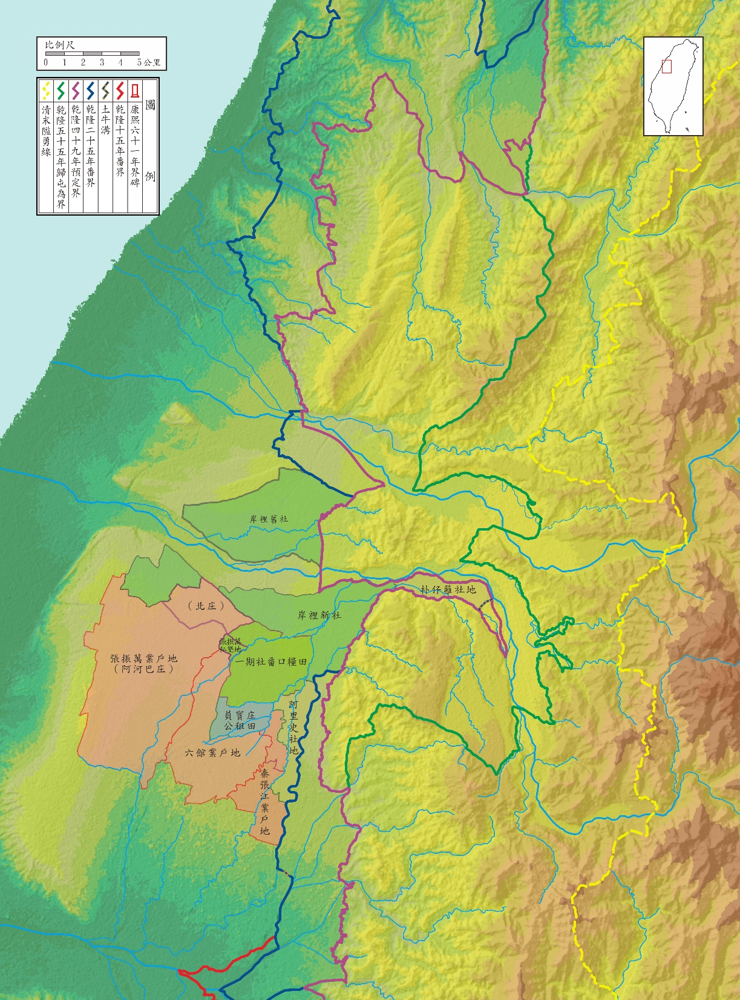 比例尺
0 1 2 3 4 5公里
圖例
康熙六十一年界碑
乾隆十五年番界
土牛溝
乾隆二十五年番界
乾隆四十九年預定界
乾隆五十五年歸屯為界
清末隘勇線
岸裡舊社
朴仔籬社地
(北庄)
岸裡新社
張振萬
私墾地
張振萬業戶地
(阿河巴庄)
一期社番口糧田
員寶庄
公租田
阿里史社地
六館業戶地
秦張江業戶地